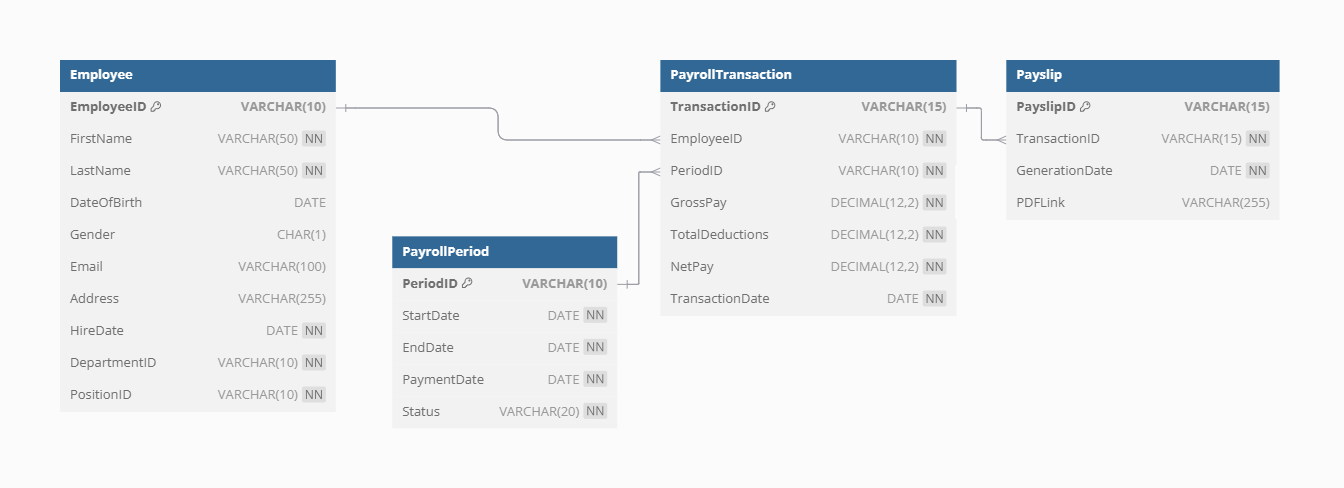 Employee
EmployeeID VARCHAR(10)
FirstName VARCHAR(50) NN
LastName VARCHAR(50) NN
DateOfBirth DATE
Gender CHAR(1)
Email VARCHAR(100)
Address VARCHAR(255)
HireDate DATE NN
DepartmentID VARCHAR(10) NN
PositionID VARCHAR(10) NN
PayrollPeriod
PeriodID VARCHAR(10)
StartDate DATE NN
EndDate DATE NN
PaymentDate DATE NN
Status VARCHAR(20) NN
PayrollTransaction
TransactionID VARCHAR(15)
EmployeeID VARCHAR(10) NN
PeriodID VARCHAR(10) NN
GrossPay DECIMAL(12,2) NN
TotalDeductions DECIMAL(12,2) NN
NetPay DECIMAL(12,2) NN
TransactionDate DATE NN
Payslip
PayslipID VARCHAR(15)
TransactionID VARCHAR(15) NN
GenerationDate DATE NN
PDFLink VARCHAR(255)